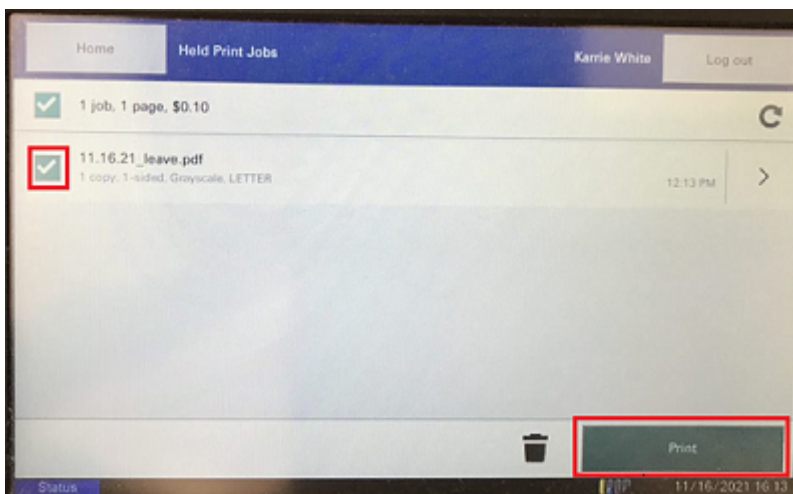 Home Held Print Jobs Karrie White Log out
1 job, 1 page, $0.10
11.16.21_leave.pdf
1 copy, 1-sided, Grayscale, LETTER 12:13 PM
Print
Status 11/16/2021 16:13